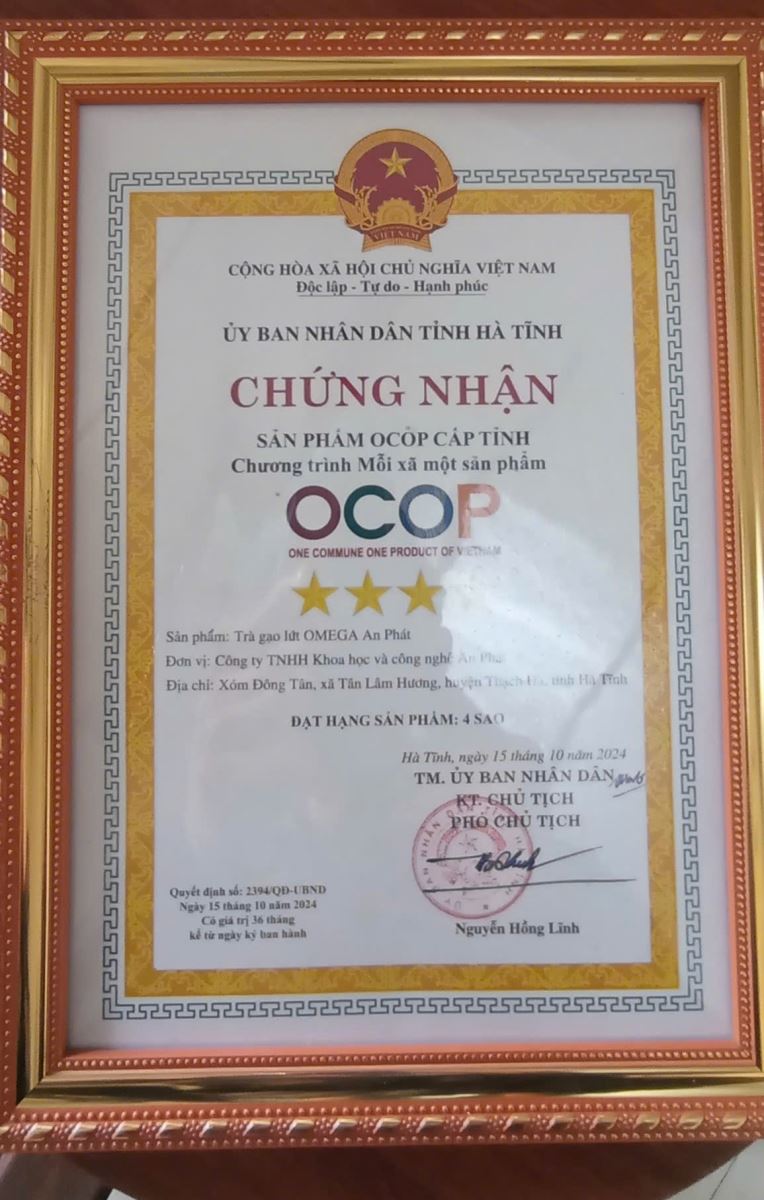 VIỆT NAM
CỘNG HÒA XÃ HỘI CHỦ NGHĨA VIỆT NAM
Độc lập - Tự do - Hạnh phúc
ỦY BAN NHÂN DÂN TỈNH HÀ TĨNH
CHỨNG NHẬN
SẢN PHẨM OCOP CẤP TỈNH
Chương trình Mỗi xã một sản phẩm
OCOP
ONE COMMUNE ONE PRODUCT OF VIETNAM
Sản phẩm: Trà gạo lứt OMEGA An Phát
Đơn vị: Công ty TNHH Khoa học và công nghệ An Phát
Địa chỉ: Xóm Đông Tân, xã Tân Lâm Hương, huyện Thạch Hà, tỉnh Hà Tĩnh
ĐẠT HẠNG SẢN PHẨM: 4 SAO
Hà Tĩnh, ngày 15 tháng 10 năm 2024
TM. ỦY BAN NHÂN DÂN
KT. CHỦ TỊCH
PHÓ CHỦ TỊCH
Quyết định số: 2394/QĐ-UBND
Ngày 15 tháng 10 năm 2024
Có giá trị 36 tháng
kể từ ngày ký ban hành
Nguyễn Hồng Lĩnh